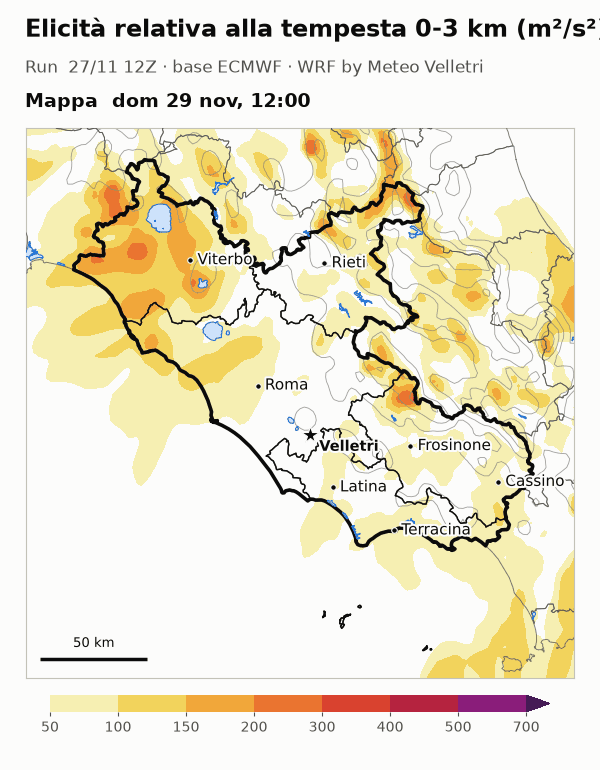 Elicità relativa alla tempesta 0-3 km (m²/s²)
Run 27/11 12Z · base ECMWF · WRF by Meteo Velletri
Mappa dom 29 nov, 12:00
Viterbo
Rieti
Roma
Velletri
Frosinone
Latina
Cassino
Terracina
50 km
50 100 150 200 300 400 500 700